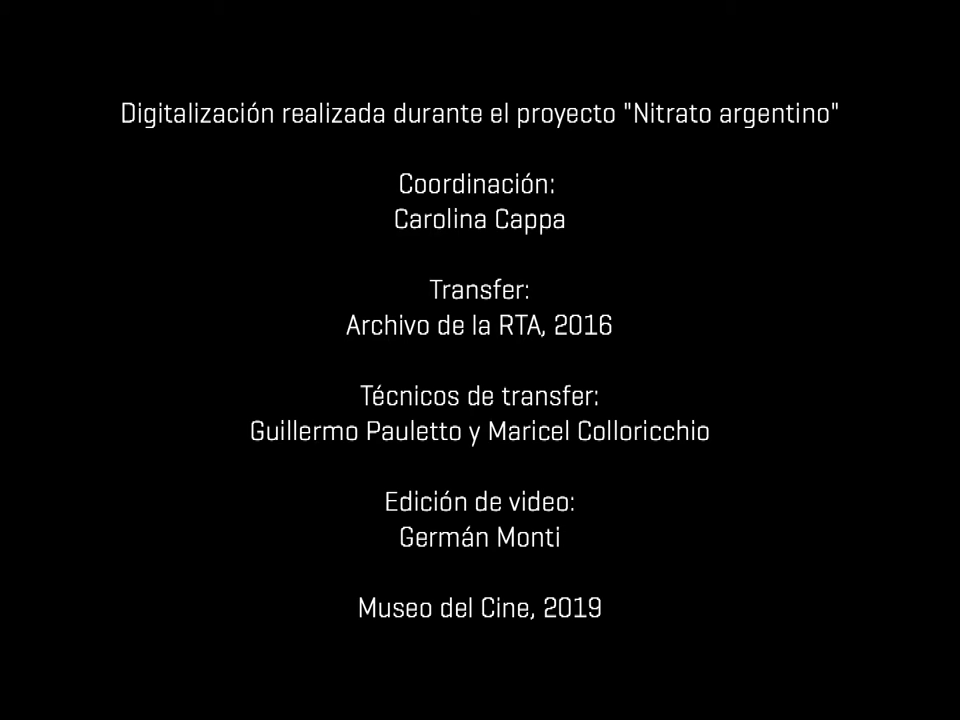 Digitalización realizada durante el proyecto "Nitrato argentino"
Coordinación:
Carolina Cappa
Transfer:
Archivo de la RTA, 2016
Técnicos de transfer:
Guillermo Pauletto y Maricel Colloricchio
Edición de video:
Germán Monti
Museo del Cine, 2019